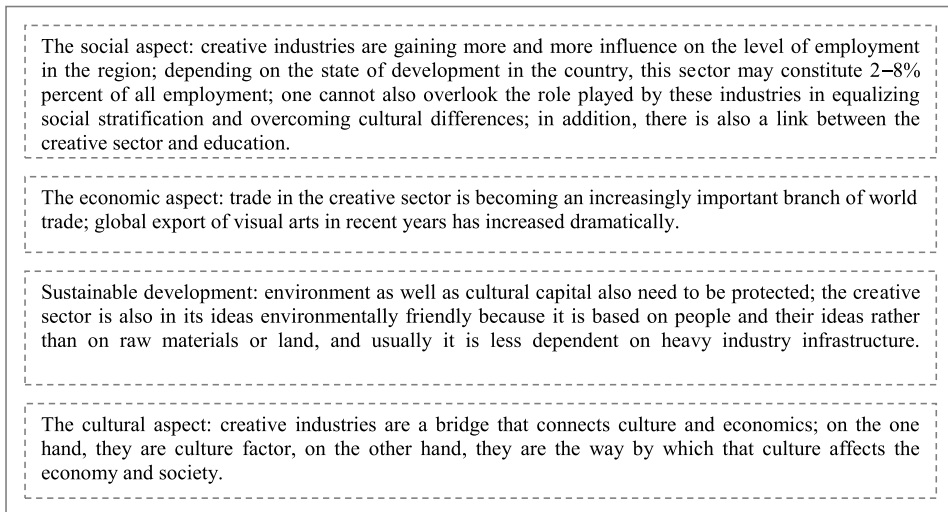 The social aspect: creative industries are gaining more and more influence on the level of employment
in the region; depending on the state of development in the country, this sector may constitute 2−8%
percent of all employment; one cannot also overlook the role played by these industries in equalizing
social stratification and overcoming cultural differences; in addition, there is also a link between the
creative sector and education.
The economic aspect: trade in the creative sector is becoming an increasingly important branch of world
trade; global export of visual arts in recent years has increased dramatically.
Sustainable development: environment as well as cultural capital also need to be protected; the creative
sector is also in its ideas environmentally friendly because it is based on people and their ideas rather
than on raw materials or land, and usually it is less dependent on heavy industry infrastructure.
The cultural aspect: creative industries are a bridge that connects culture and economics; on the one
hand, they are culture factor, on the other hand, they are the way by which that culture affects the
economy and society.